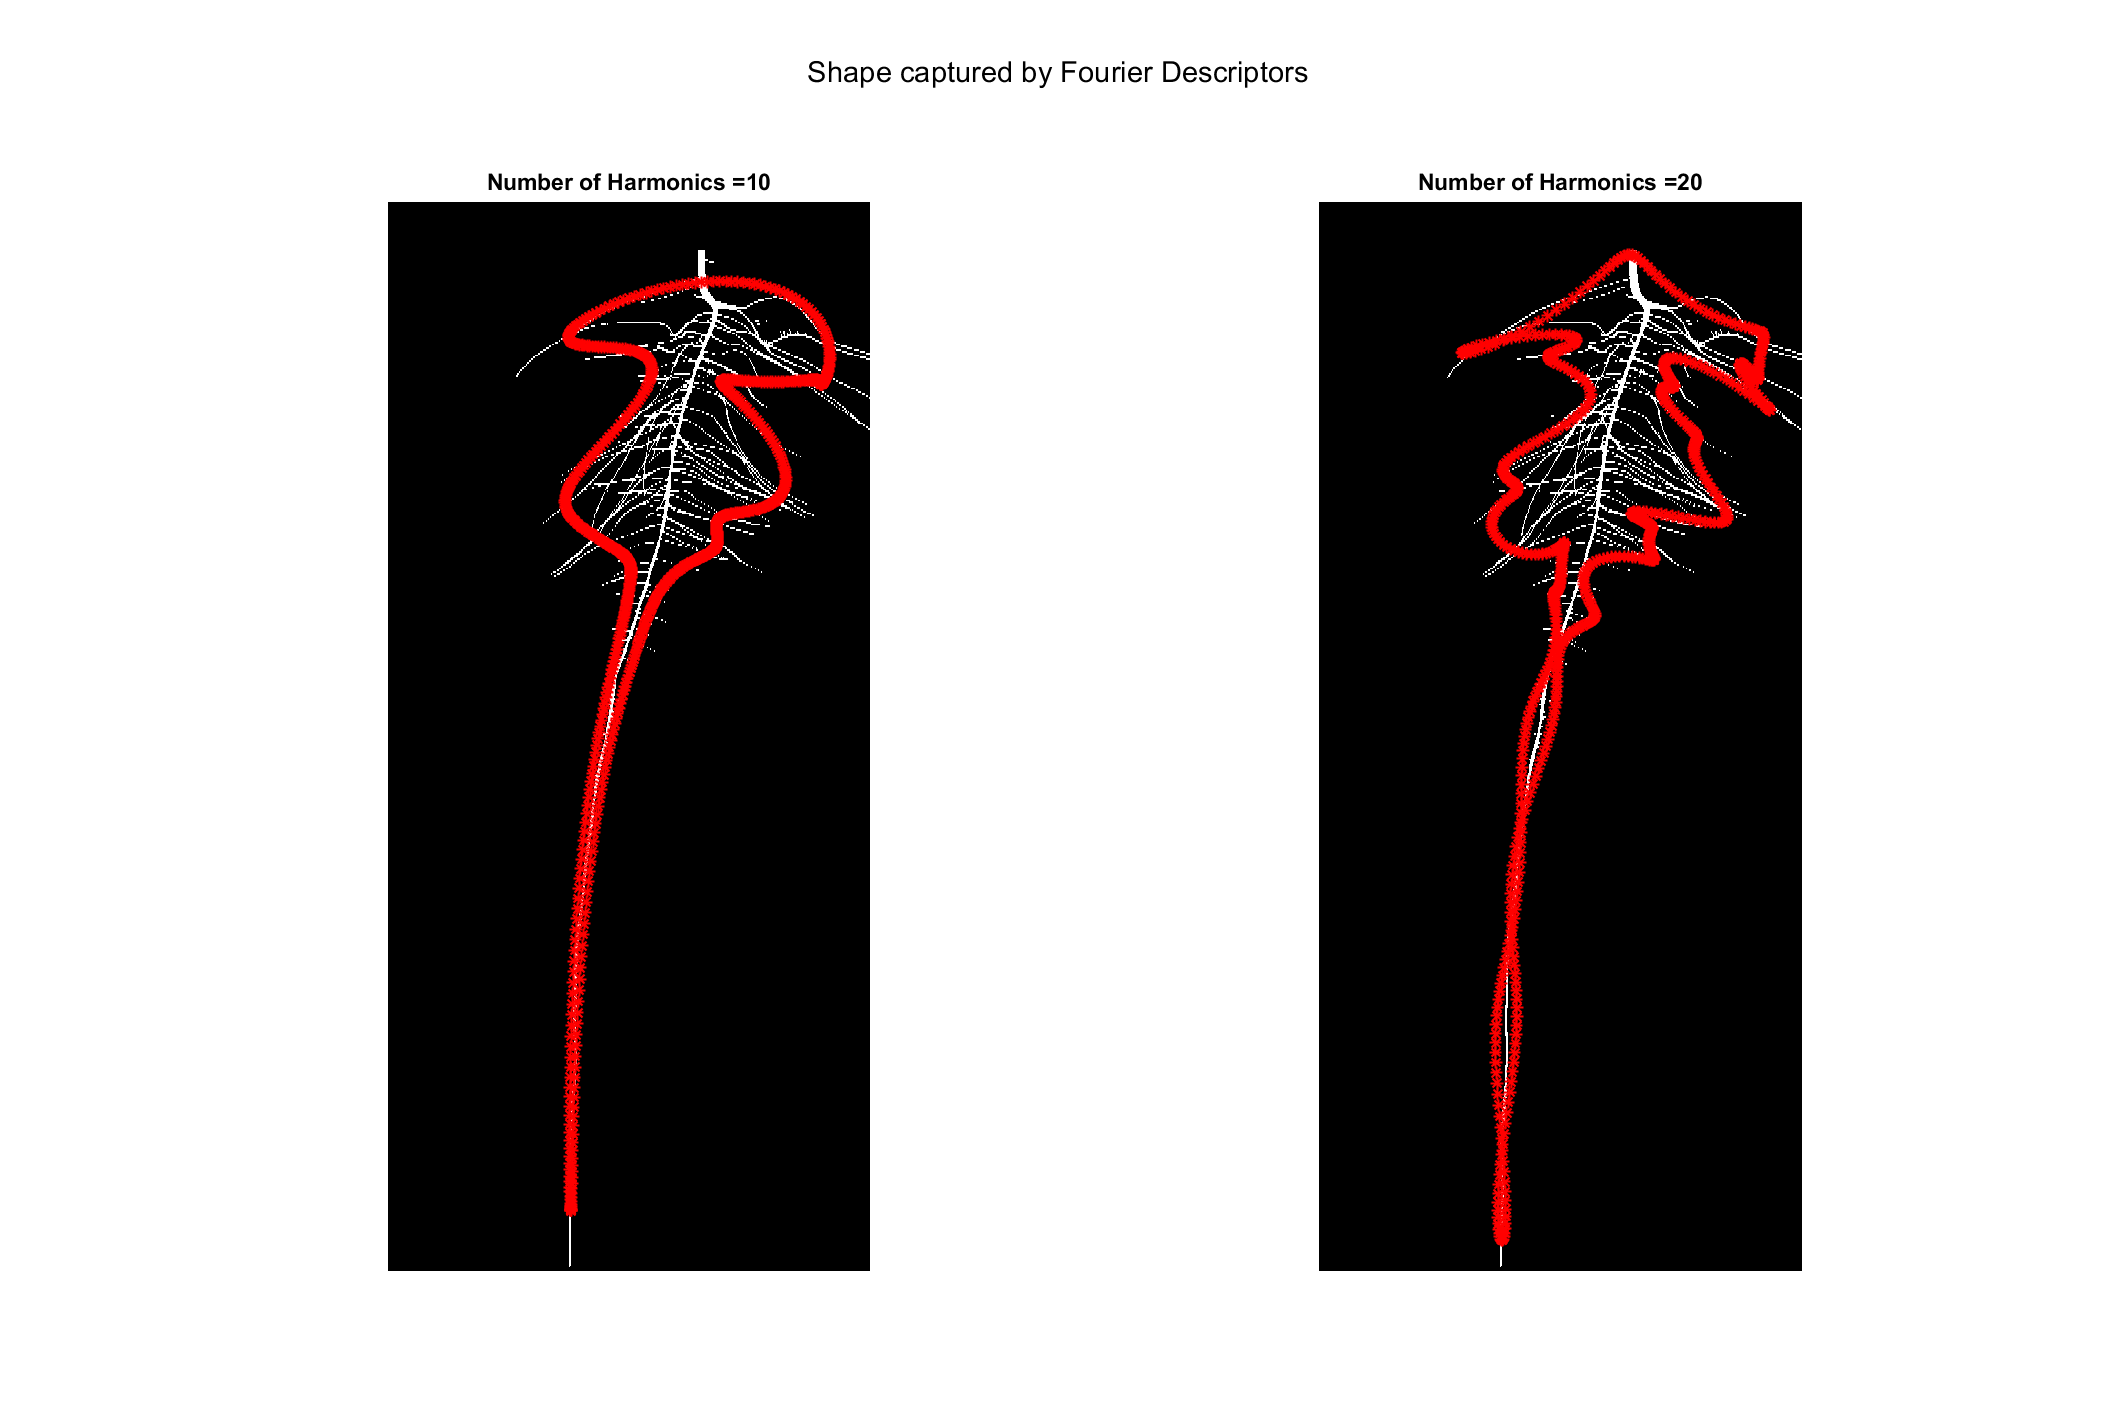 Shape captured by Fourier Descriptors
Number of Harmonics =10
Number of Harmonics =20